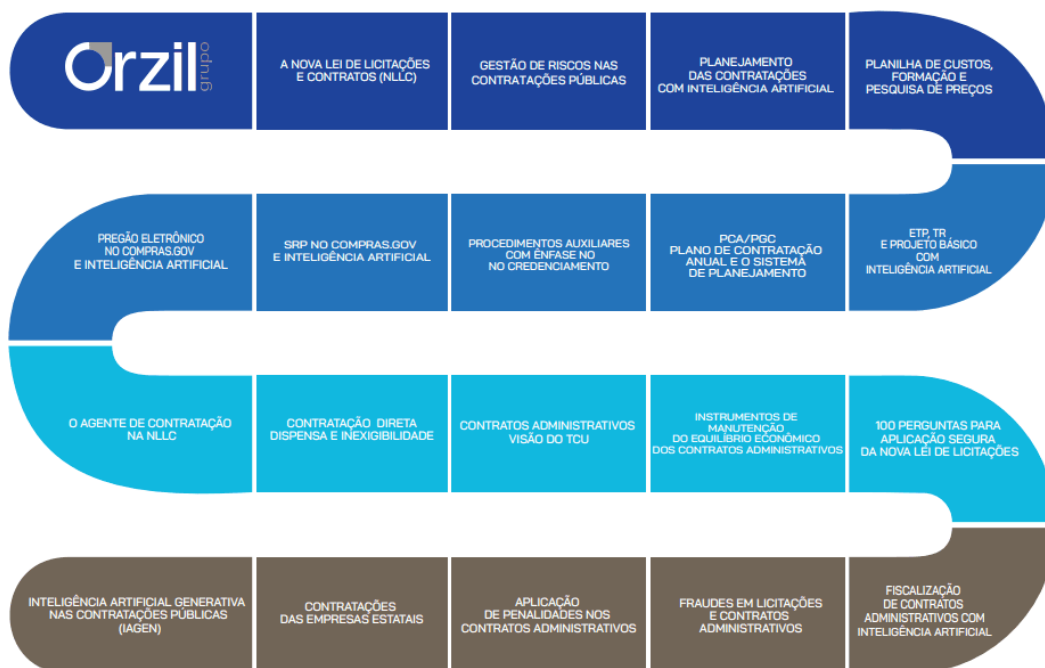 Orzil
grupo
A NOVA LEI DE LICITAÇÕES
E CONTRATOS (NLLC)
GESTÃO DE RISCOS NAS
CONTRATAÇÕES PÚBLICAS
PLANEJAMENTO
DAS CONTRATAÇÕES
COM INTELIGÊNCIA ARTIFICIAL
PLANILHA DE CUSTOS,
FORMAÇÃO E
PESQUISA DE PREÇOS
ETP, TR
E PROJETO BÁSICO
COM
INTELIGÊNCIA ARTIFICIAL
PCA/PGC
PLANO DE CONTRATAÇÃO
ANUAL E O SISTEMA
DE PLANEJAMENTO
PROCEDIMENTOS AUXILIARES
COM ÊNFASE NO
NO CREDENCIAMENTO
SRP NO COMPRAS.GOV
E INTELIGÊNCIA ARTIFICIAL
PREGÃO ELETRÔNICO
NO COMPRAS.GOV
E INTELIGÊNCIA ARTIFICIAL
O AGENTE DE CONTRATAÇÃO
NA NLLC
CONTRATAÇÃO DIRETA
DISPENSA E INEXIGIBILIDADE
CONTRATOS ADMINISTRATIVOS
VISÃO DO TCU
INSTRUMENTOS DE
MANUTENÇÃO
DO EQUILÍBRIO ECONÔMICO
DOS CONTRATOS ADMINISTRATIVOS
100 PERGUNTAS PARA
APLICAÇÃO SEGURA
DA NOVA LEI DE LICITAÇÕES
FISCALIZAÇÃO
DE CONTRATOS
ADMINISTRATIVOS COM
INTELIGÊNCIA ARTIFICIAL
FRAUDES EM LICITAÇÕES
E CONTRATOS
ADMINISTRATIVOS
APLICAÇÃO
DE PENALIDADES NOS
CONTRATOS ADMINISTRATIVOS
CONTRATAÇÕES
DAS EMPRESAS ESTATAIS
INTELIGÊNCIA ARTIFICIAL GENERATIVA
NAS CONTRATAÇÕES PÚBLICAS
(IAGEN)